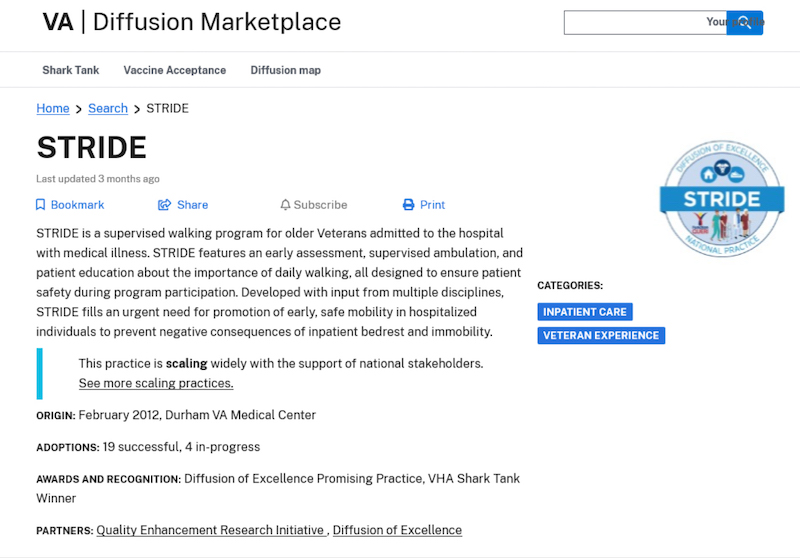 VA | Diffusion Marketplace
Your profile
Shark Tank Vaccine Acceptance Diffusion map
Home > Search > STRIDE
STRIDE
Last updated 3 months ago
Bookmark Share Subscribe Print
STRIDE is a supervised walking program for older Veterans admitted to the hospital
with medical illness. STRIDE features an early assessment, supervised ambulation, and
patient education about the importance of daily walking, all designed to ensure patient
safety during program participation. Developed with input from multiple disciplines,
STRIDE fills an urgent need for promotion of early, safe mobility in hospitalized
individuals to prevent negative consequences of inpatient bedrest and immobility.
This practice is scaling widely with the support of national stakeholders.
See more scaling practices.
ORIGIN: February 2012, Durham VA Medical Center
ADOPTIONS: 19 successful, 4 in-progress
AWARDS AND RECOGNITION: Diffusion of Excellence Promising Practice, VHA Shark Tank
Winner
PARTNERS: Quality Enhancement Research Initiative , Diffusion of Excellence
DIFFUSION OF EXCELLENCE
STRIDE
NATIONAL PRACTICE
CATEGORIES:
INPATIENT CARE
VETERAN EXPERIENCE